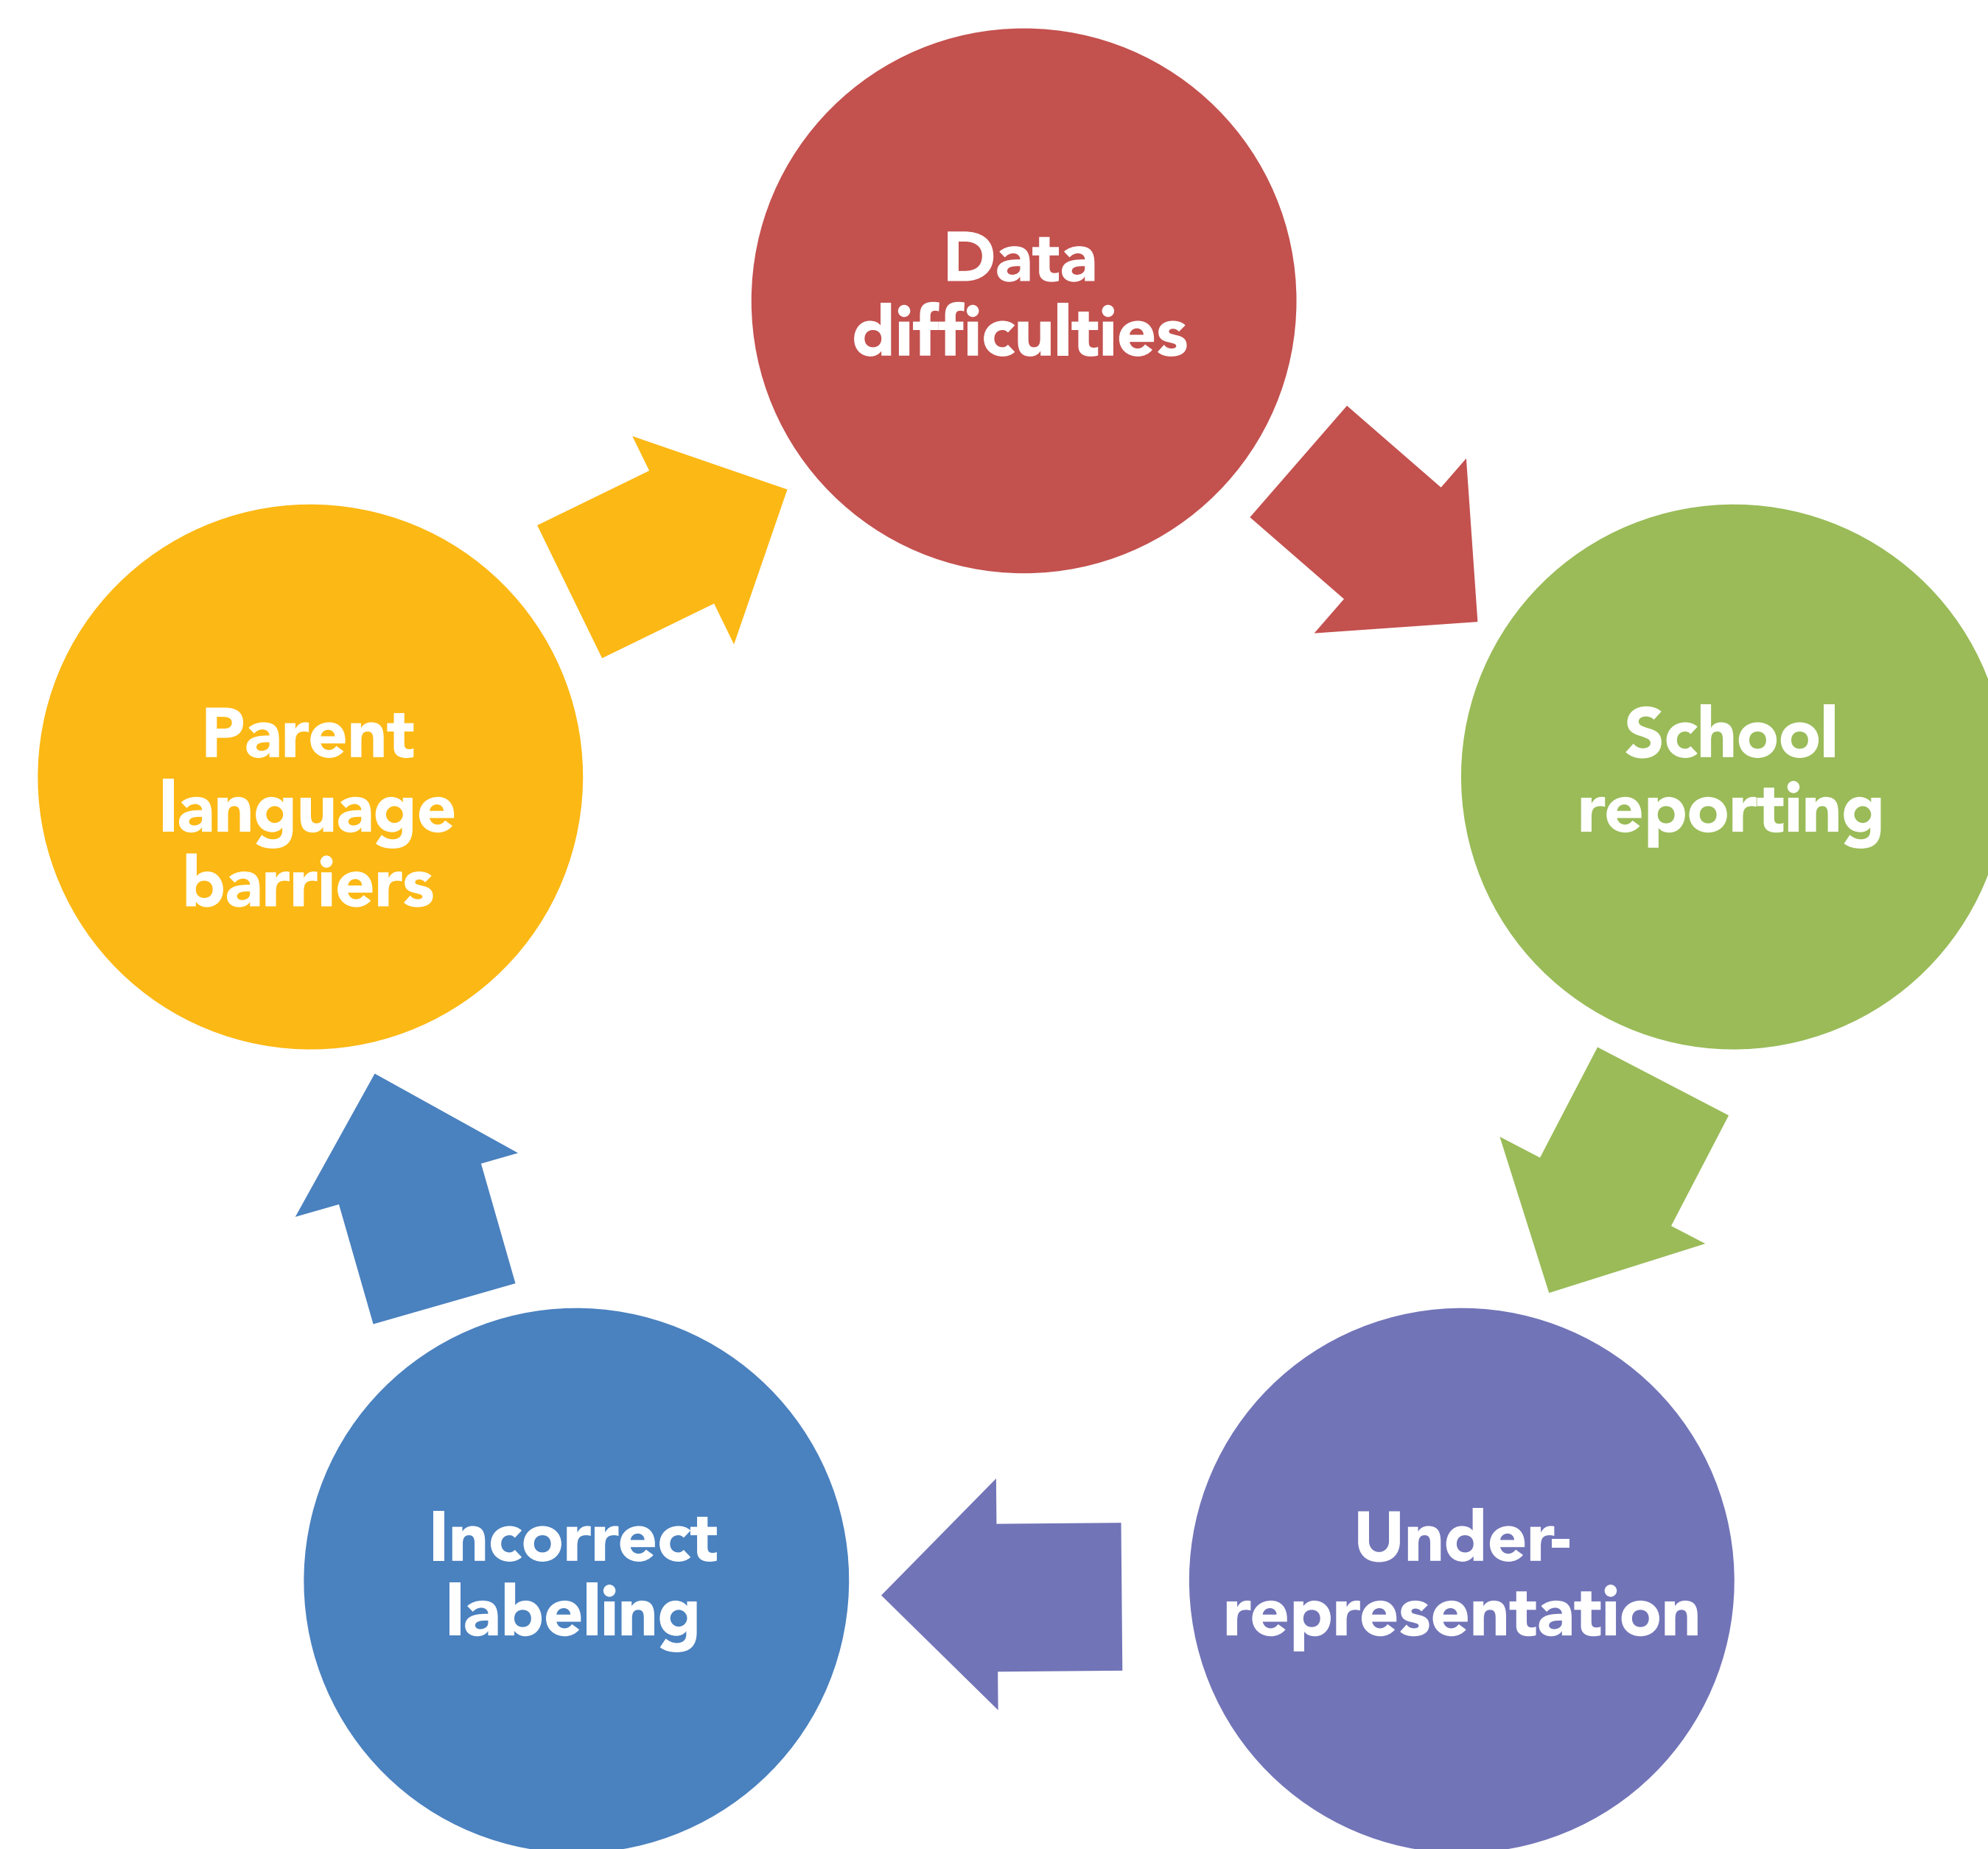 Data
difficulties
School
reporting
Under-
representation
Incorrect
labeling
Parent
language
barriers